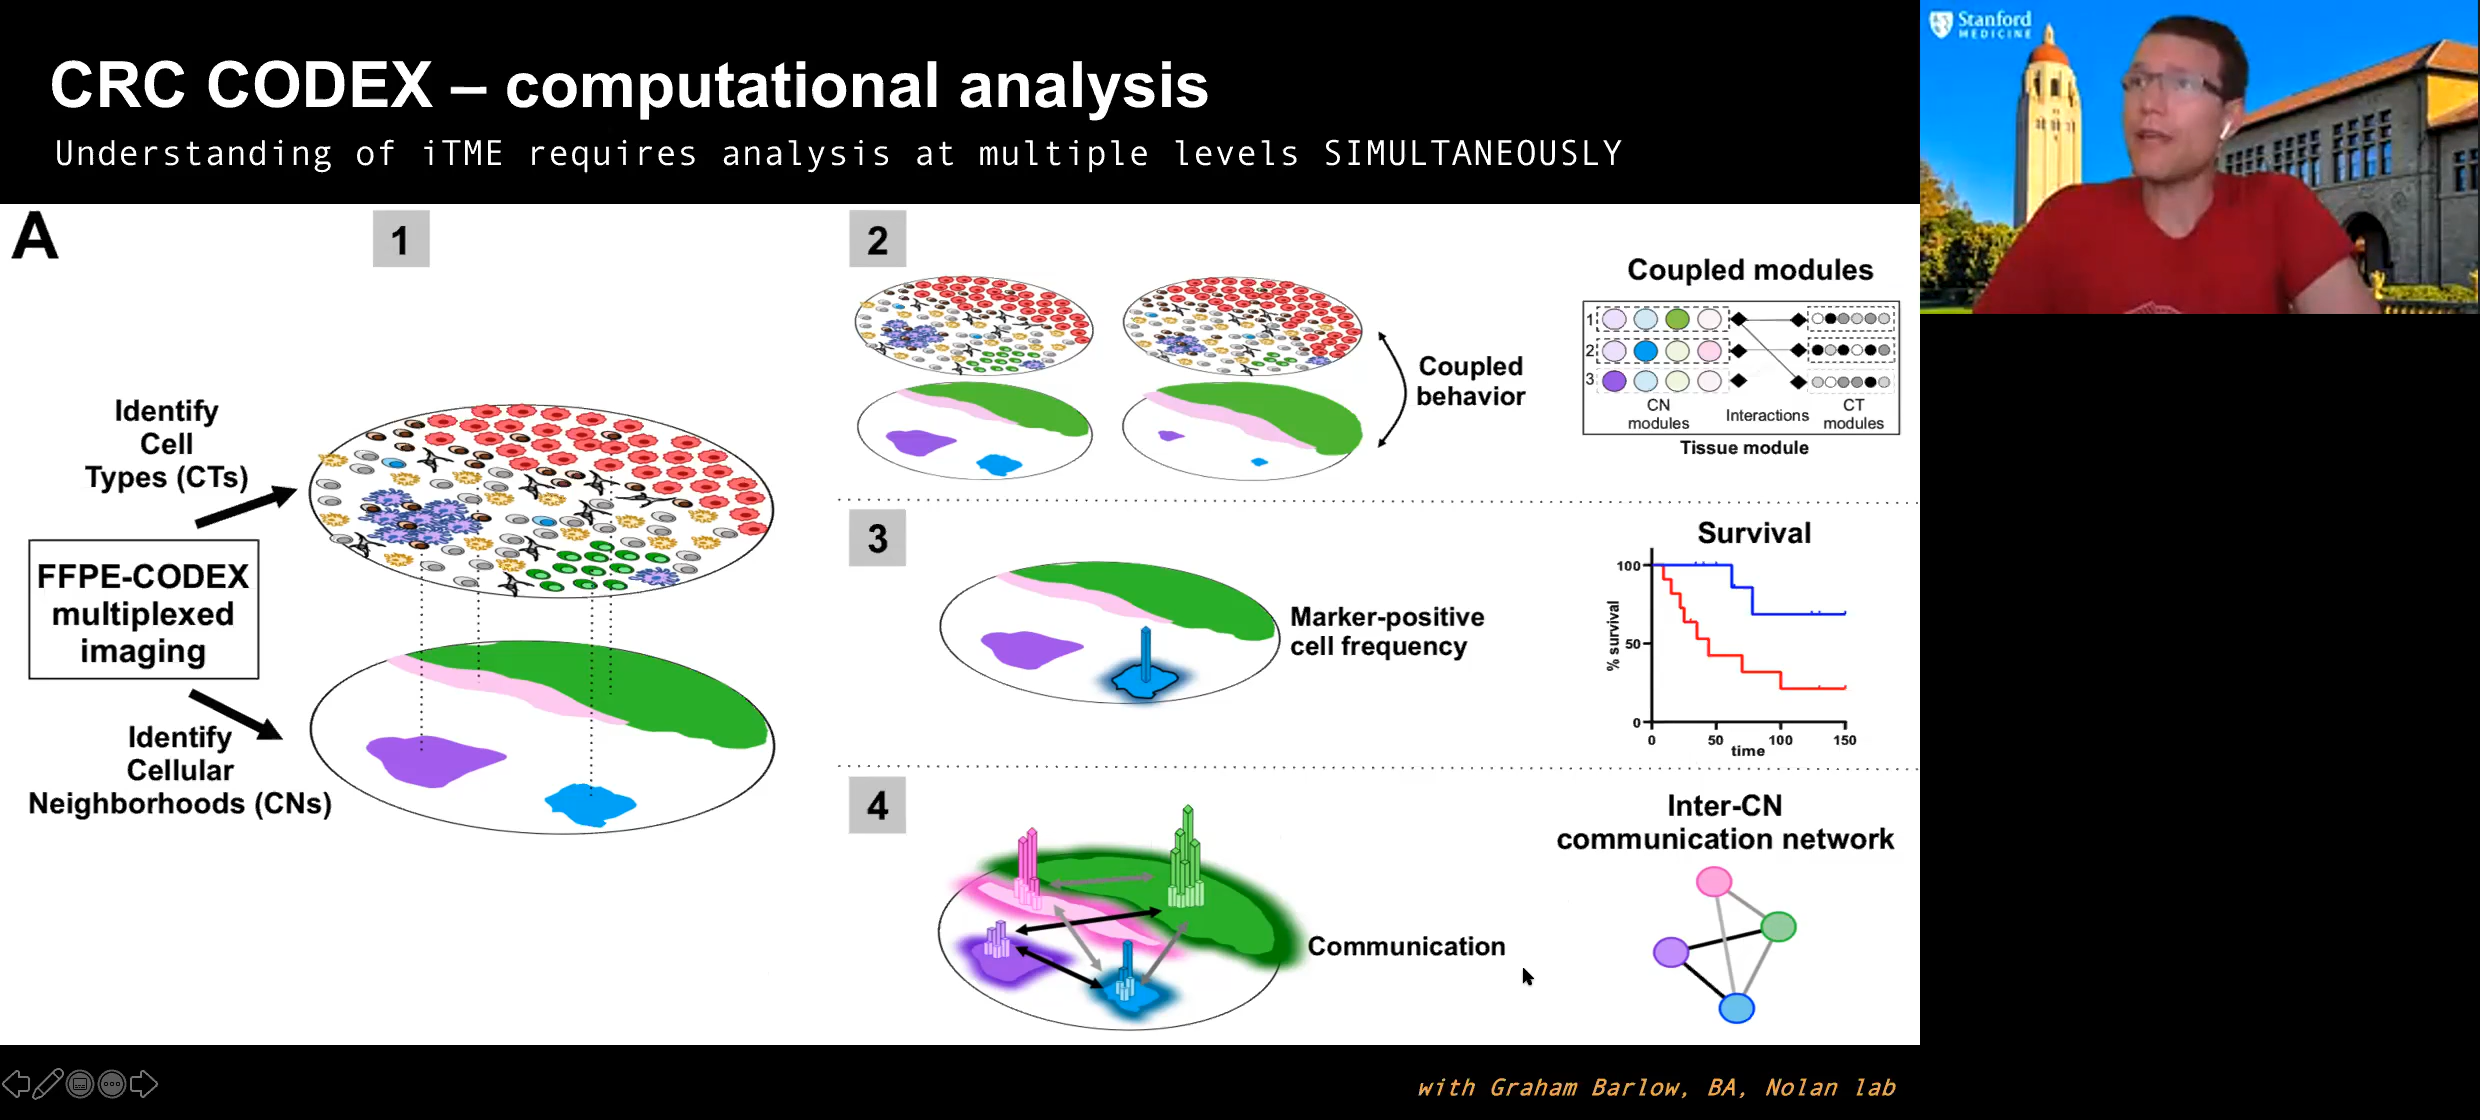 CRC CODEX – computational analysis
Understanding of iTME requires analysis at multiple levels SIMULTANEOUSLY
Stanford
MEDICINE
A
1
Identify
Cell
Types (CTs)
FFPE-CODEX
multiplexed
imaging
Identify
Cellular
Neighborhoods (CNs)
2
Coupled
behavior
Coupled modules
1
2
3
CN
modules
Interactions
CT
modules
Tissue module
3
Marker-positive
cell frequency
Survival
% survival
100
50
0
0 50 100 150
time
4
Communication
Inter-CN
communication network
with Graham Barlow, BA, Nolan lab